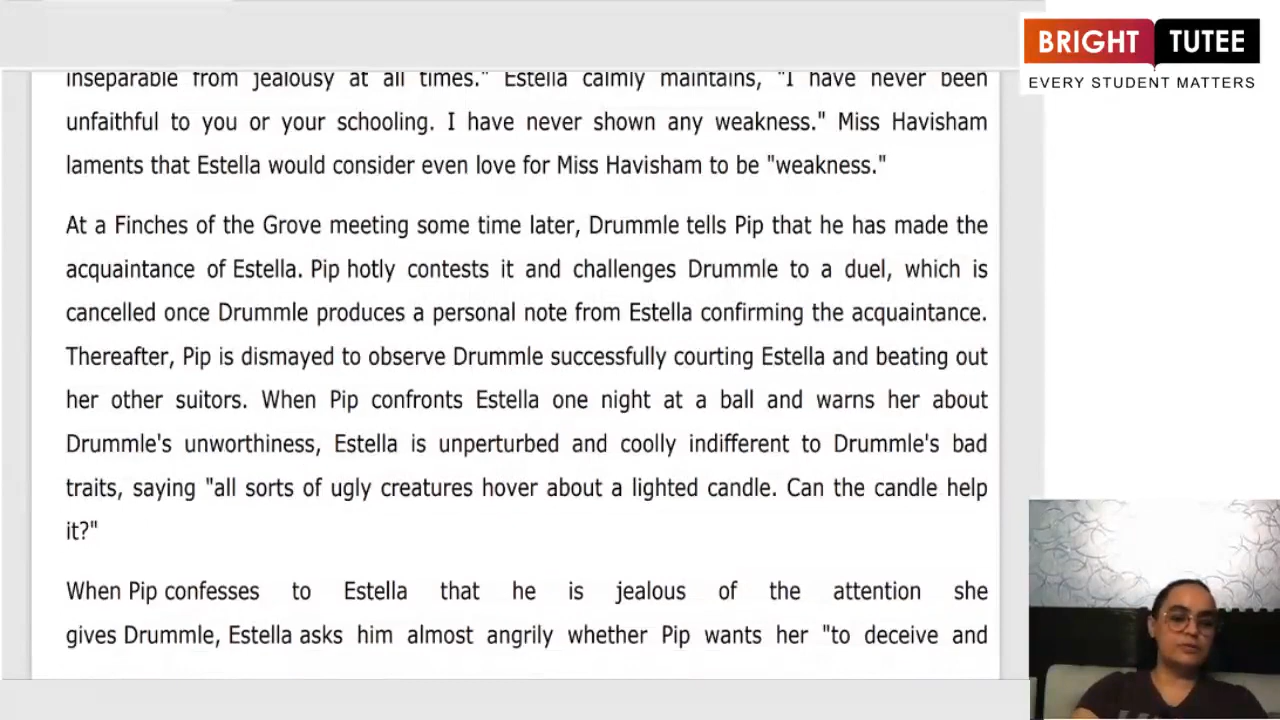 BRIGHT TUTEE
EVERY STUDENT MATTERS
inseparable from jealousy at all times." Estella calmly maintains, "I have never been
unfaithful to you or your schooling. I have never shown any weakness." Miss Havisham
laments that Estella would consider even love for Miss Havisham to be "weakness."
At a Finches of the Grove meeting some time later, Drummle tells Pip that he has made the
acquaintance of Estella. Pip hotly contests it and challenges Drummle to a duel, which is
cancelled once Drummle produces a personal note from Estella confirming the acquaintance.
Thereafter, Pip is dismayed to observe Drummle successfully courting Estella and beating out
her other suitors. When Pip confronts Estella one night at a ball and warns her about
Drummle's unworthiness, Estella is unperturbed and coolly indifferent to Drummle's bad
traits, saying "all sorts of ugly creatures hover about a lighted candle. Can the candle help
it?"
When Pip confesses to Estella that he is jealous of the attention she
gives Drummle, Estella asks him almost angrily whether Pip wants her "to deceive and